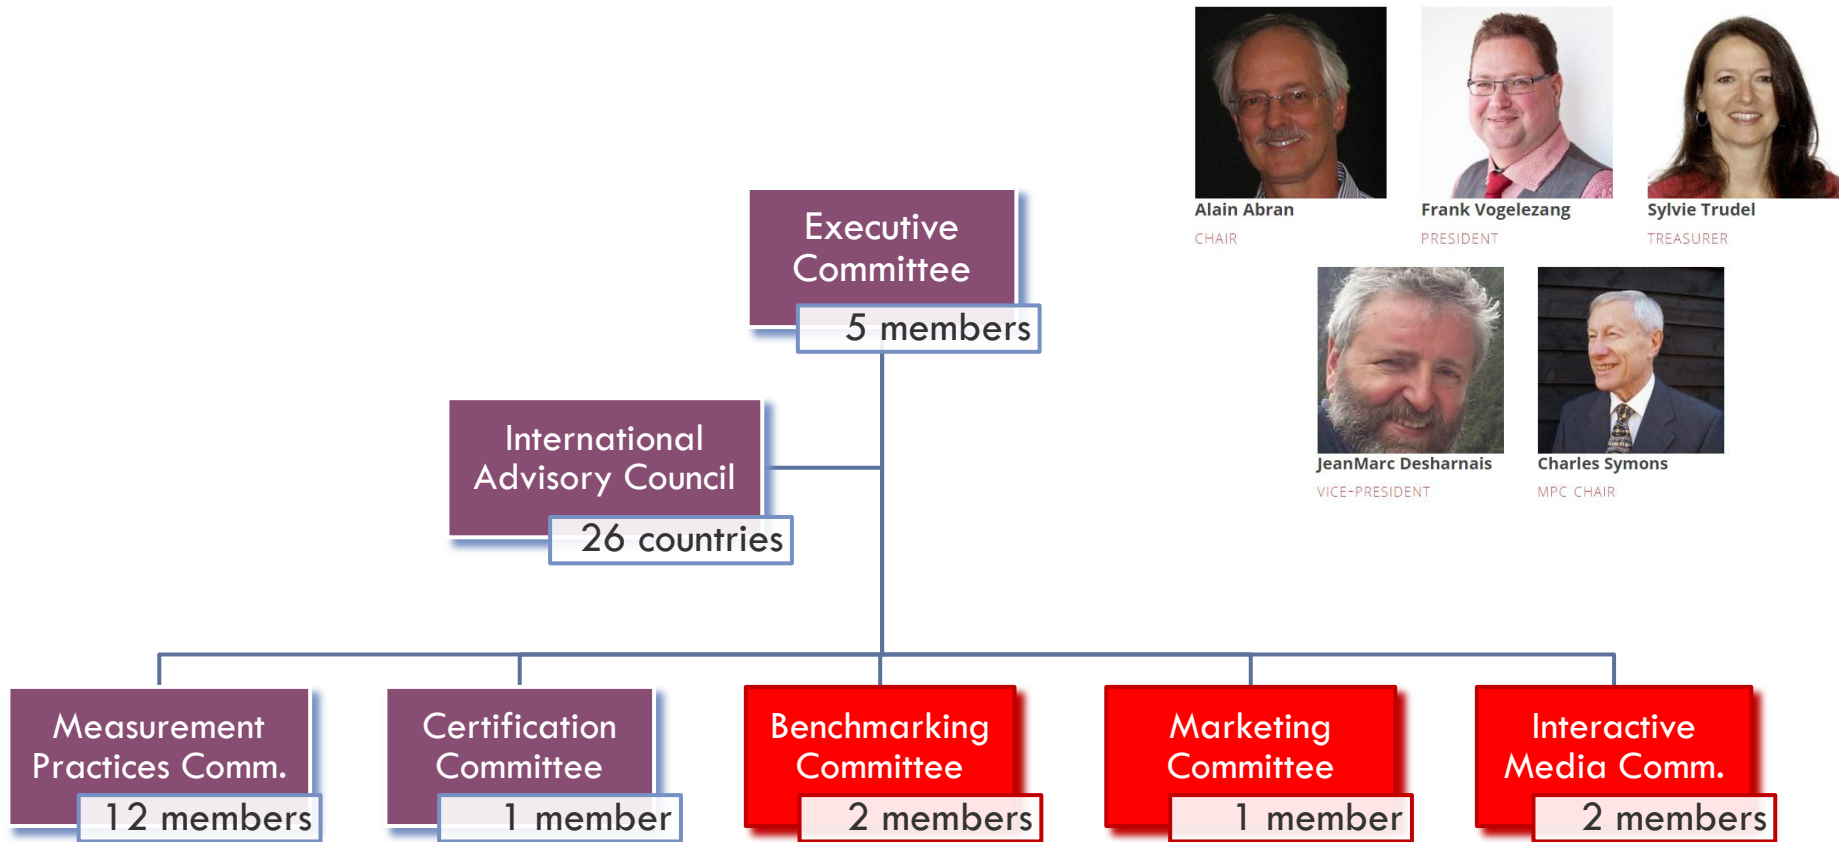 Alain Abran
CHAIR
Frank Vogelezang
PRESIDENT
Sylvie Trudel
TREASURER
JeanMarc Desharnais
VICE-PRESIDENT
Charles Symons
MPC CHAIR
Executive
Committee
5 members
International
Advisory Council
26 countries
Measurement
Practices Comm.
12 members
Certification
Committee
1 member
Benchmarking
Committee
2 members
Marketing
Committee
1 member
Interactive
Media Comm.
2 members